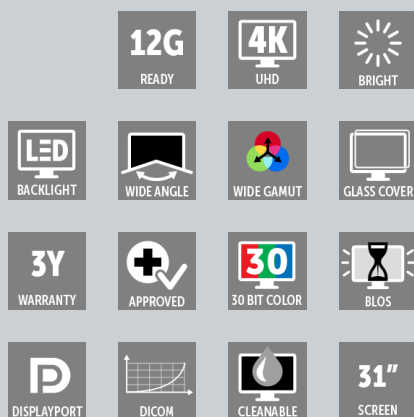 12G
READY
4K
UHD
BRIGHT
LED
BACKLIGHT
WIDE ANGLE
WIDE GAMUT
GLASS COVER
3Y
WARRANTY
APPROVED
30
30 BIT COLOR
BLOS
DISPLAYPORT
DICOM
CLEANABLE
31"
SCREEN